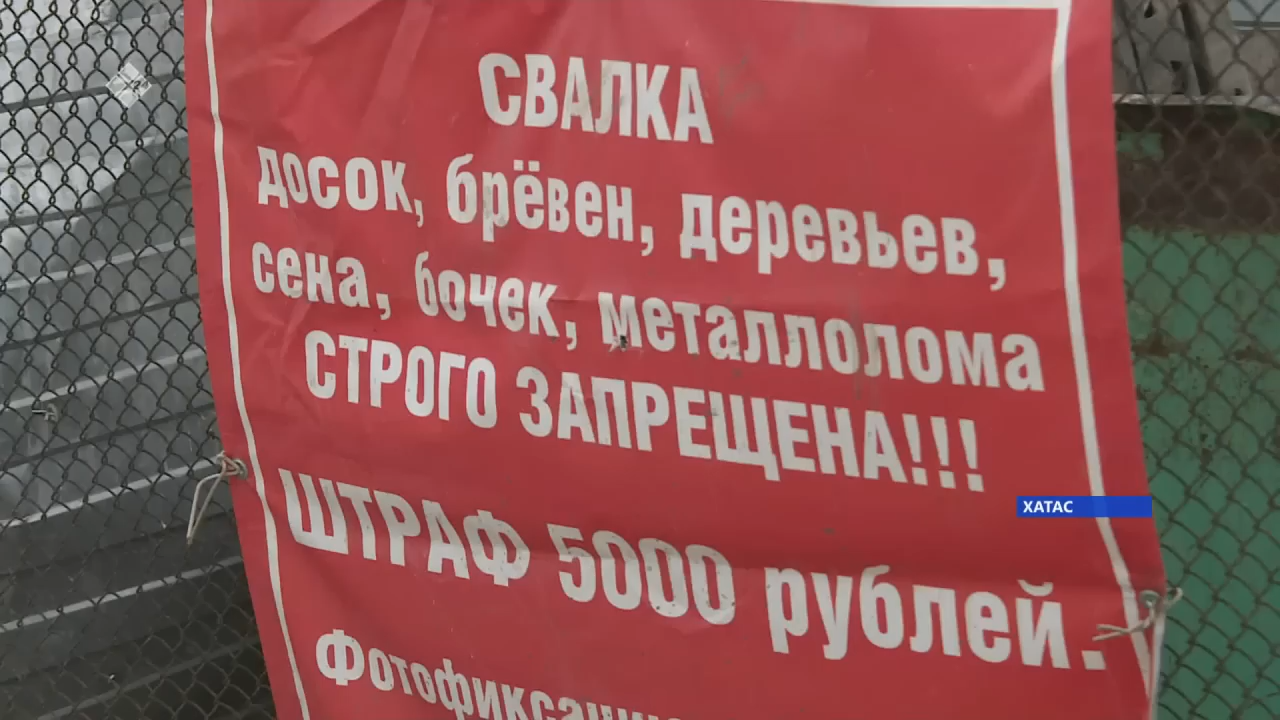 СВАЛКА
досок, брёвен, деревьев,
сена, бочек, металлолома
СТРОГО ЗАПРЕЩЕНА!!!
ШТРАФ 5000 рублей.
ХАТАС